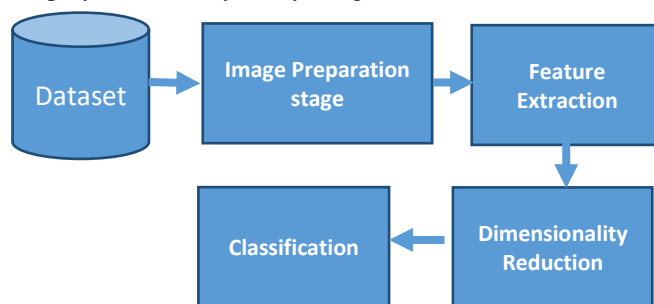 Dataset
Image Preparation
stage
Feature
Extraction
Classification
Dimensionality
Reduction